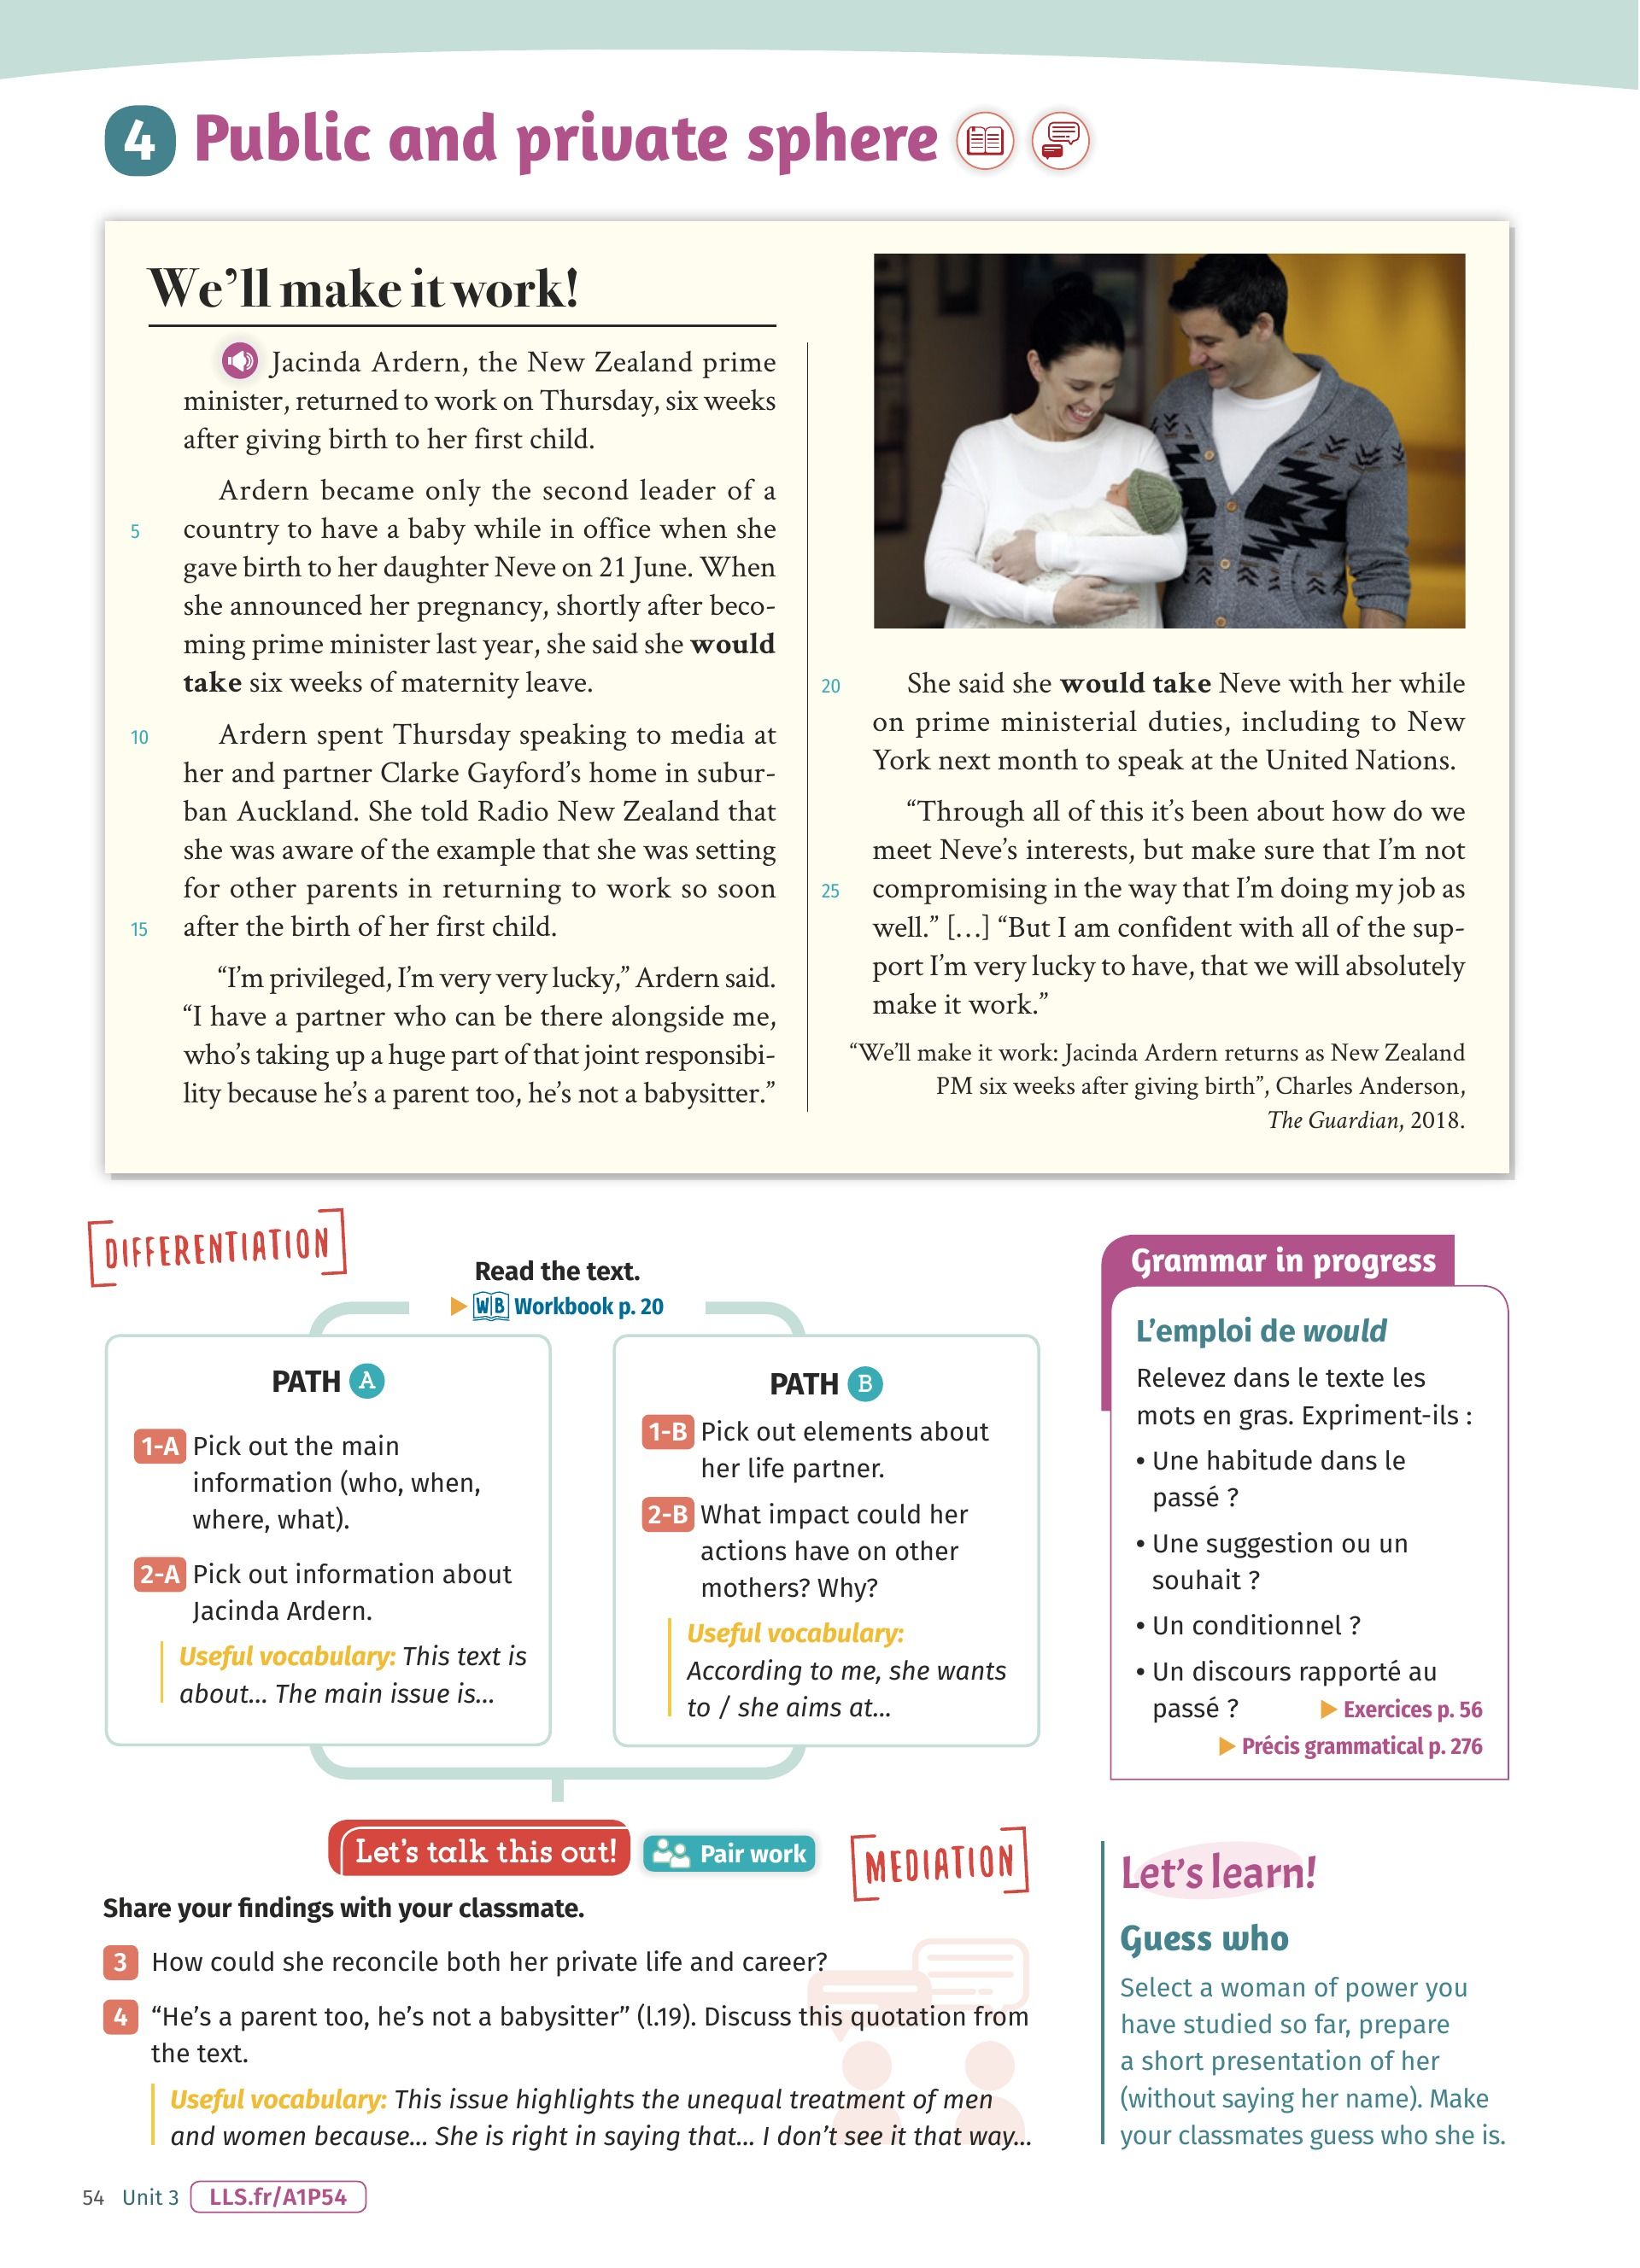 4 Public and private sphere
We'll make it work!
Jacinda Ardern, the New Zealand prime
minister, returned to work on Thursday, six weeks
after giving birth to her first child.
Ardern became only the second leader of a
5 country to have a baby while in office when she
gave birth to her daughter Neve on 21 June. When
she announced her pregnancy, shortly after beco-
ming prime minister last year, she said she would
take six weeks of maternity leave.
10 Ardern spent Thursday speaking to media at
her and partner Clarke Gayford's home in subur-
ban Auckland. She told Radio New Zealand that
she was aware of the example that she was setting
for other parents in returning to work so soon
15 after the birth of her first child.
“I'm privileged, I'm very very lucky,” Ardern said.
“I have a partner who can be there alongside me,
who's taking up a huge part of that joint responsibi-
lity because he's a parent too, he's not a babysitter.”
20 She said she would take Neve with her while
on prime ministerial duties, including to New
York next month to speak at the United Nations.
“Through all of this it's been about how do we
meet Neve's interests, but make sure that I'm not
25 compromising in the way that I'm doing my job as
well.” […] “But I am confident with all of the sup-
port I'm very lucky to have, that we will absolutely
make it work.”
“We'll make it work: Jacinda Ardern returns as New Zealand
PM six weeks after giving birth”, Charles Anderson,
The Guardian, 2018.
DIFFERENTIATION
Read the text.
WB Workbook p. 20
PATH A
1-A Pick out the main
information (who, when,
where, what).
2-A Pick out information about
Jacinda Ardern.
Useful vocabulary: This text is
about... The main issue is...
PATH B
1-B Pick out elements about
her life partner.
2-B What impact could her
actions have on other
mothers? Why?
Useful vocabulary:
According to me, she wants
to / she aims at...
Grammar in progress
L'emploi de would
Relevez dans le texte les
mots en gras. Expriment-ils :
• Une habitude dans le
passé ?
• Une suggestion ou un
souhait ?
• Un conditionnel ?
• Un discours rapporté au
passé ? Exercices p. 56
Précis grammatical p. 276
Let's talk this out! Pair work MEDIATION
Share your findings with your classmate.
3 How could she reconcile both her private life and career?
4 “He's a parent too, he's not a babysitter” (l.19). Discuss this quotation from
the text.
Useful vocabulary: This issue highlights the unequal treatment of men
and women because... She is right in saying that... I don't see it that way...
Let's learn!
Guess who
Select a woman of power you
have studied so far, prepare
a short presentation of her
(without saying her name). Make
your classmates guess who she is.
54 Unit 3 LLS.fr/A1P54